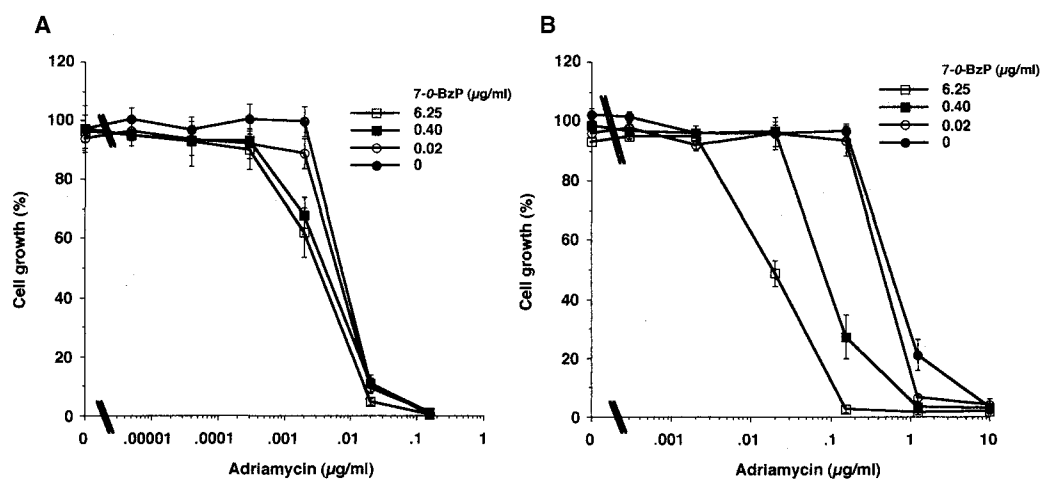 A
120
100
80
60
40
20
0
Cell growth (%)
0 .00001 .0001 .001 .01 .1 1
Adriamycin (µg/ml)
7-0-BzP (µg/ml)
6.25
0.40
0.02
0
B
120
100
80
60
40
20
0
Cell growth (%)
0 .001 .01 .1 1 10
Adriamycin (µg/ml)
7-0-BzP (µg/ml)
6.25
0.40
0.02
0